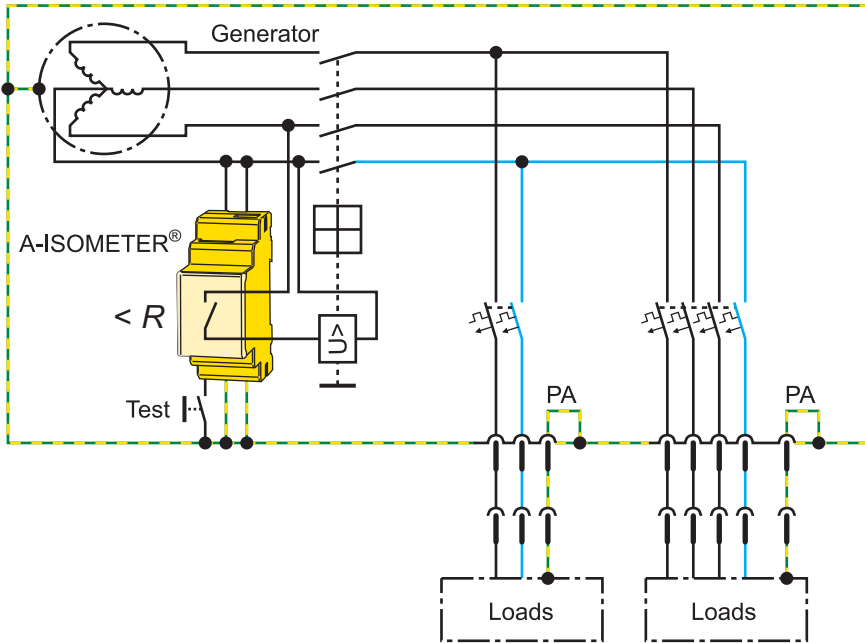 Generator
A-ISOMETER®
< R
U>
Test
PA
PA
Loads
Loads